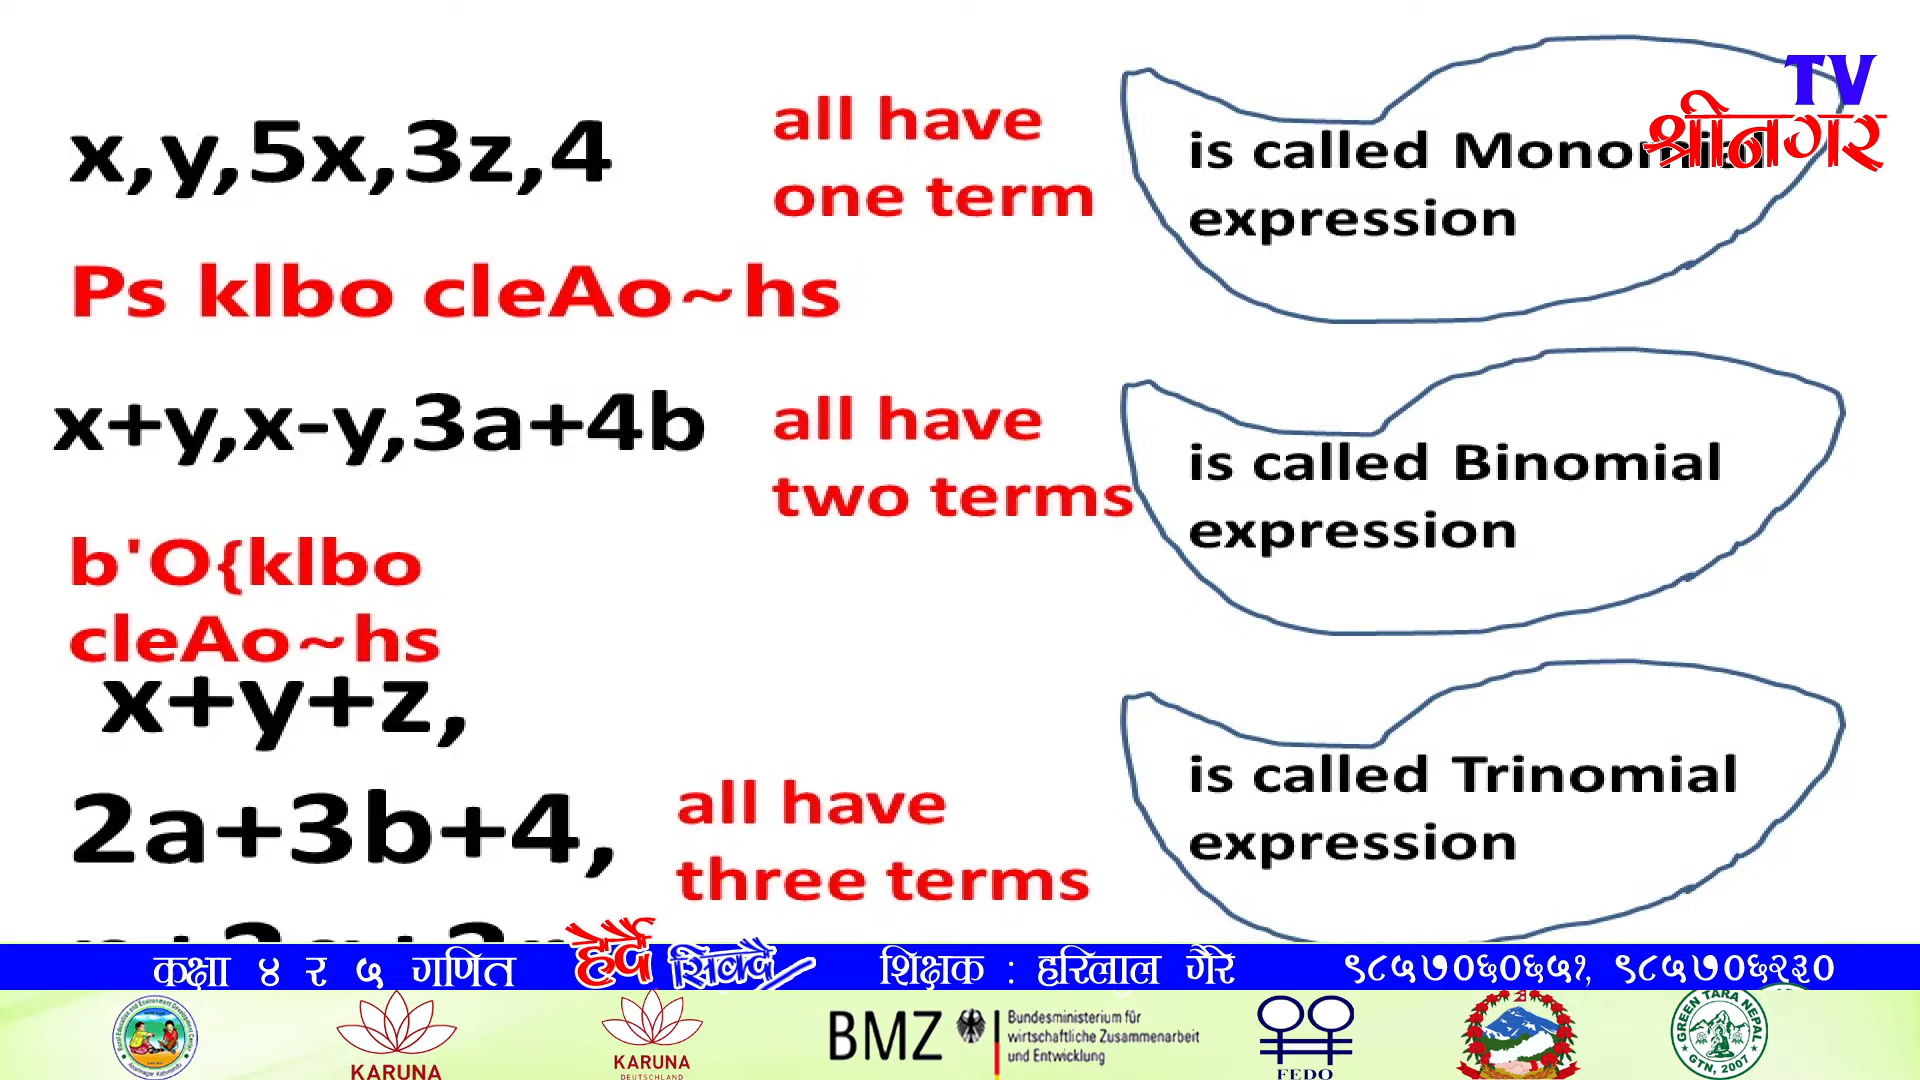 TV
श्रीनगर
x,y,5x,3z,4
all have
one term
is called Monomial
expression
Ps klbo cleAo~hs
x+y,x-y,3a+4b
all have
two terms
is called Binomial
expression
b'O{klbo
cleAo~hs
x+y+z,
2a+3b+4,
all have
three terms
is called Trinomial
expression
कक्षा ४ र ५ गणित हेर्दै सिक्दै शिक्षक : हरिलाल गैरे ९८५७०६०६५१, ९८५७०६२२३०
KARUNA
KARUNA
DEUTSCHLAND
BMZ
Bundesministerium für
wirtschaftliche Zusammenarbeit
und Entwicklung
FEDO
GREEN TARA NEPAL
GTN, 2007